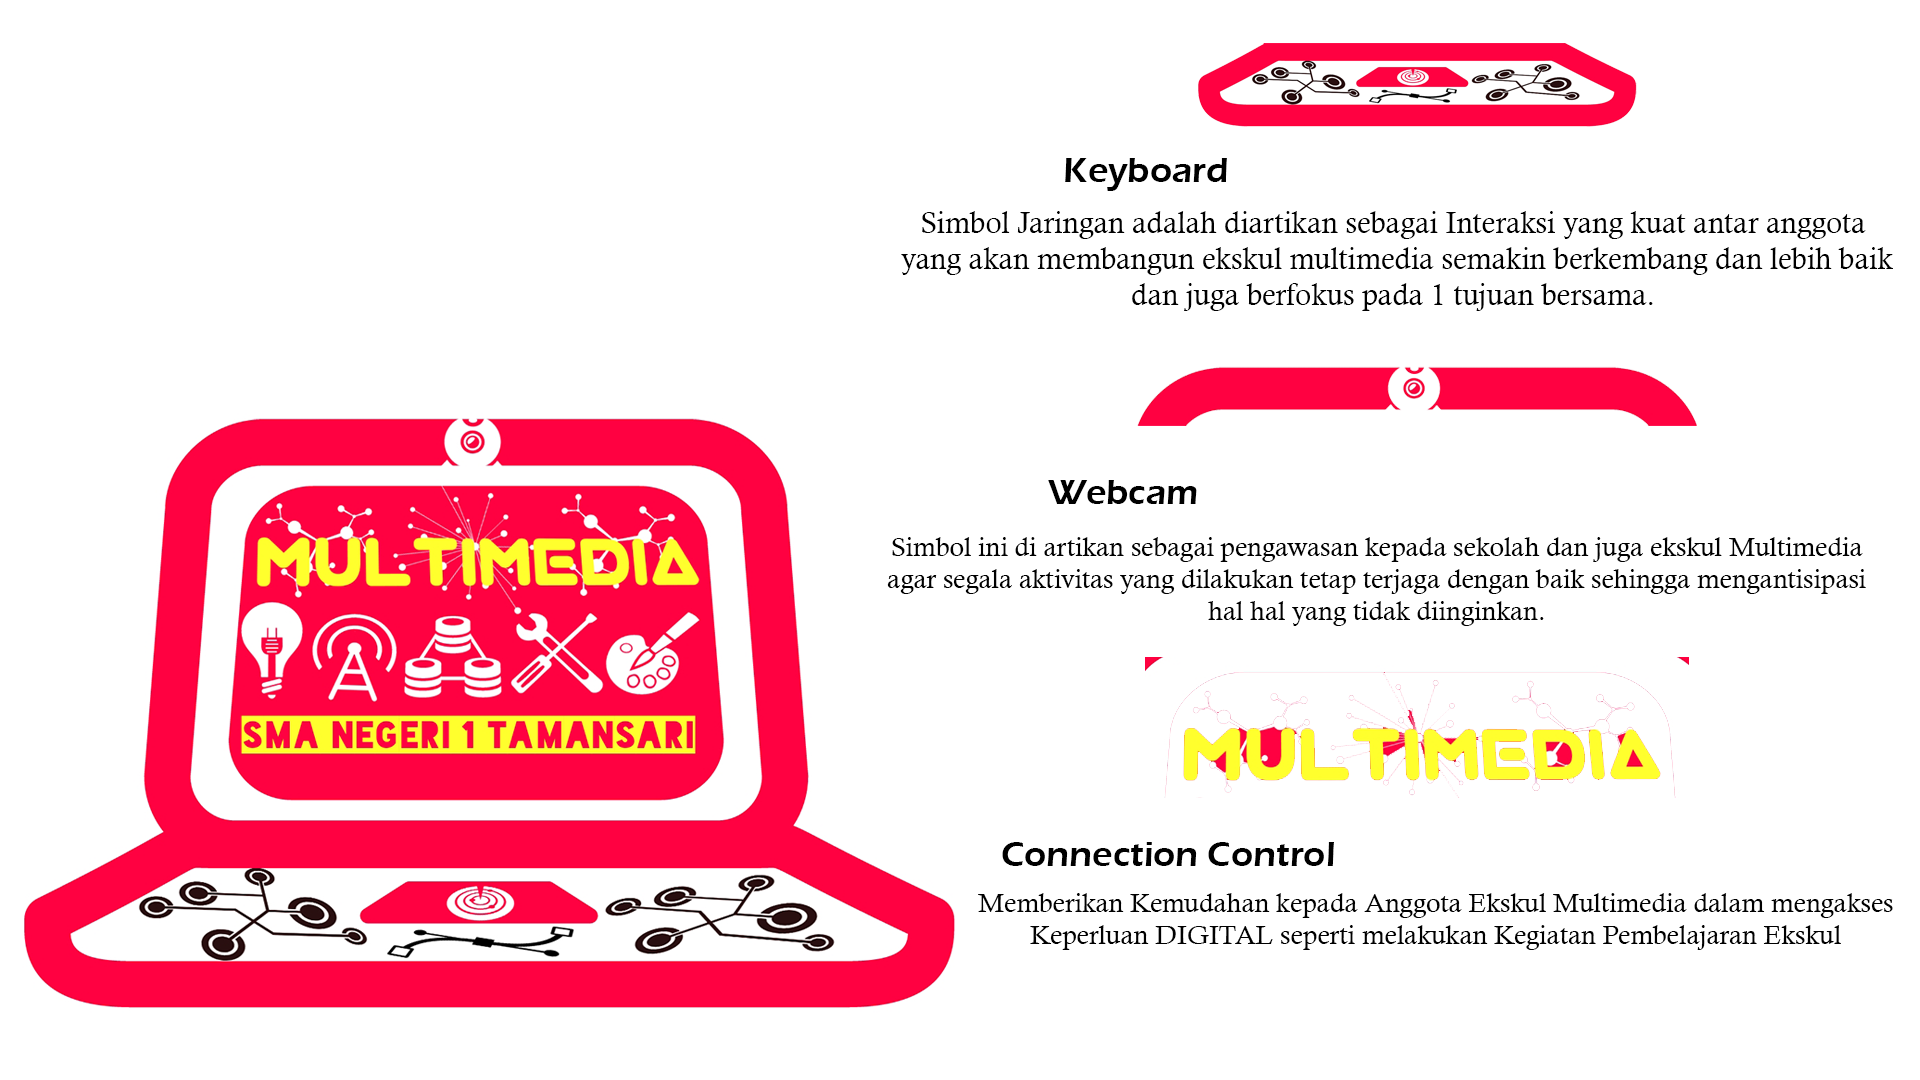 MULTIMEDIA
SMA NEGERI 1 TAMANSARI
Keyboard
Simbol Jaringan adalah diartikan sebagai Interaksi yang kuat antar anggota
yang akan membangun ekskul multimedia semakin berkembang dan lebih baik
dan juga berfokus pada 1 tujuan bersama.
Webcam
Simbol ini di artikan sebagai pengawasan kepada sekolah dan juga ekskul Multimedia
agar segala aktivitas yang dilakukan tetap terjaga dengan baik sehingga mengantisipasi
hal hal yang tidak diinginkan.
MULTIMEDIA
Connection Control
Memberikan Kemudahan kepada Anggota Ekskul Multimedia dalam mengakses
Keperluan DIGITAL seperti melakukan Kegiatan Pembelajaran Ekskul